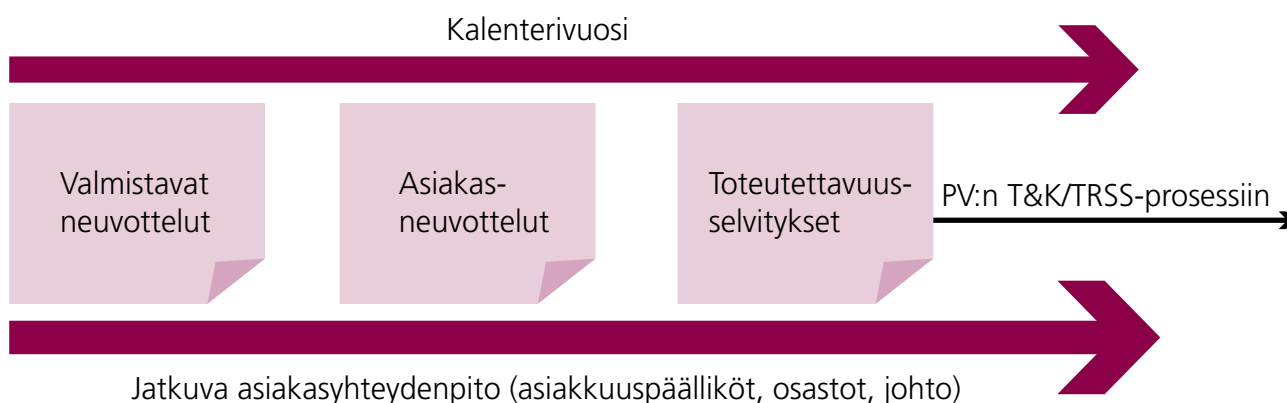 Kalenterivuosi
Valmistavat
neuvottelut
Asiakas-
neuvottelut
Toteutettavuus-
selvitykset
PV:n T&K/TRSS-prosessiin
Jatkuva asiakasyhteydenpito (asiakkuuspäälliköt, osastot, johto)